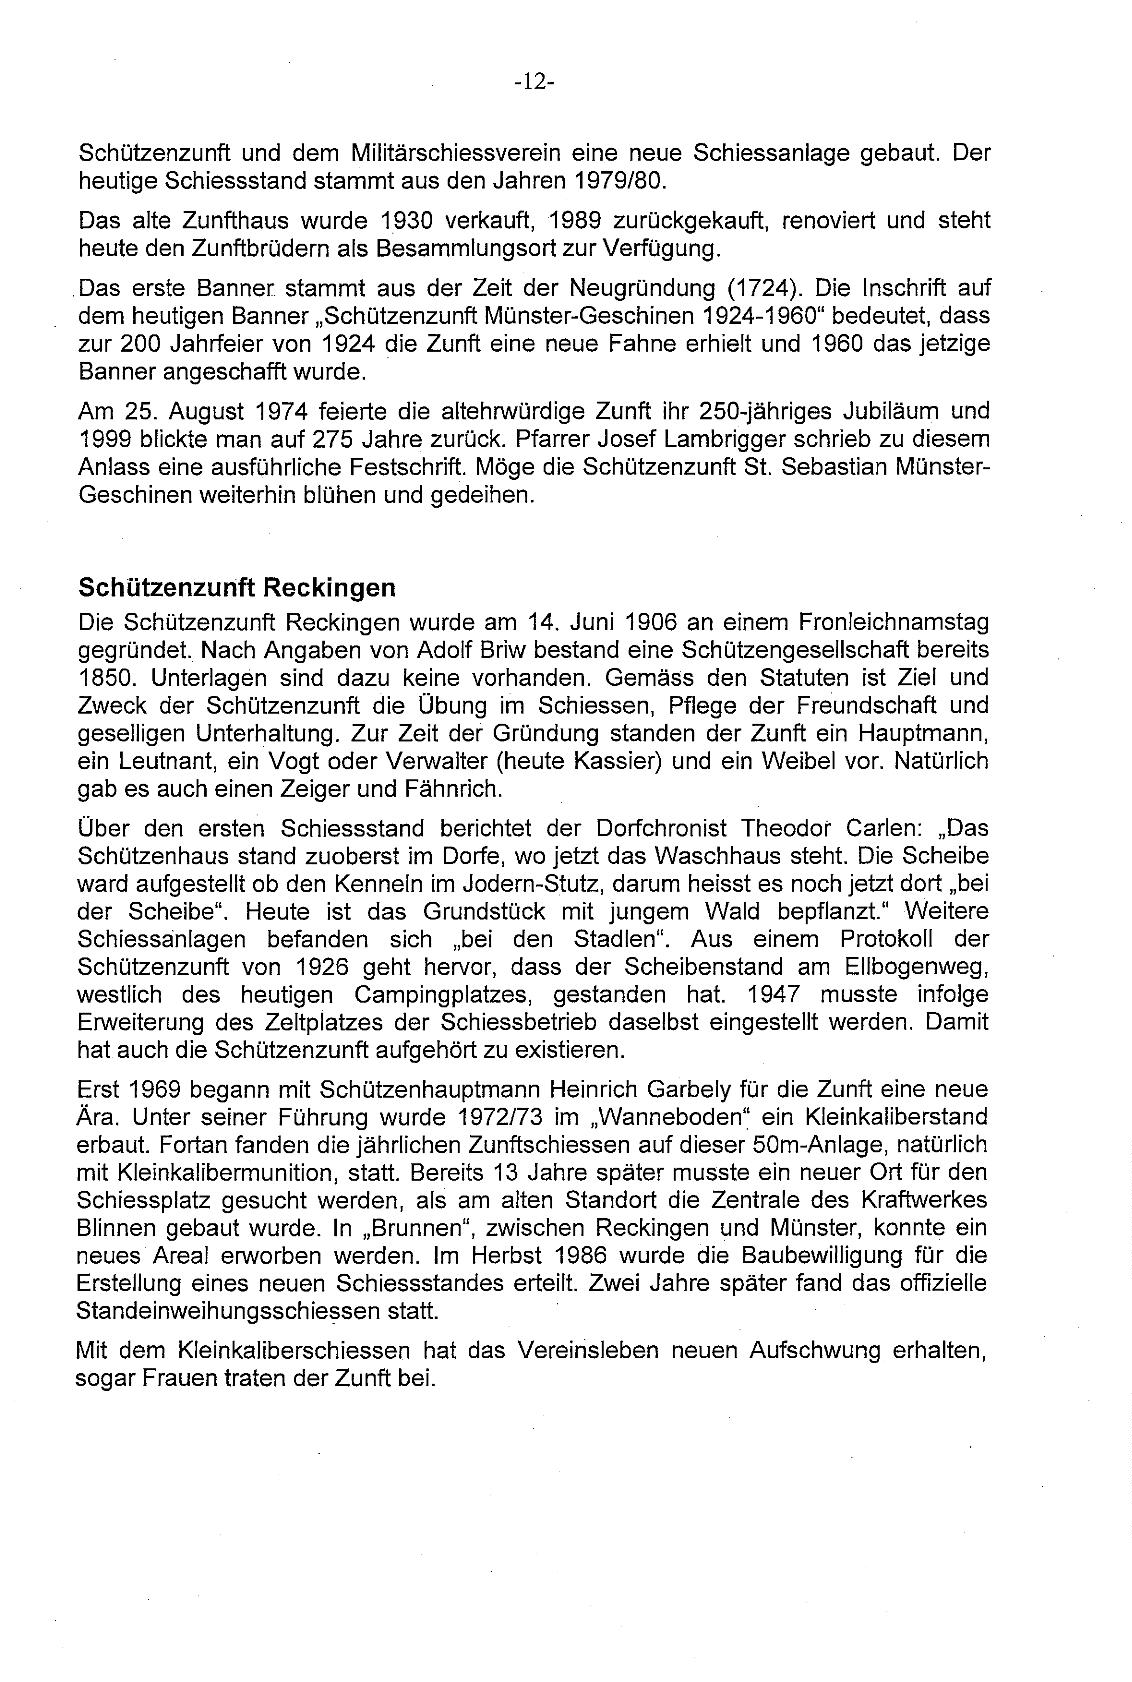 -12-
Schützenzunft und dem Militärschiessverein eine neue Schiessanlage gebaut. Der
heutige Schiessstand stammt aus den Jahren 1979/80.
Das alte Zunfthaus wurde 1930 verkauft, 1989 zurückgekauft, renoviert und steht
heute den Zunftbrüdern als Besammlungsort zur Verfügung.
Das erste Banner stammt aus der Zeit der Neugründung (1724). Die Inschrift auf
dem heutigen Banner „Schützenzunft Münster-Geschinen 1924-1960“ bedeutet, dass
zur 200 Jahrfeier von 1924 die Zunft eine neue Fahne erhielt und 1960 das jetzige
Banner angeschafft wurde.
Am 25. August 1974 feierte die altehrwürdige Zunft ihr 250-jähriges Jubiläum und
1999 blickte man auf 275 Jahre zurück. Pfarrer Josef Lambrigger schrieb zu diesem
Anlass eine ausführliche Festschrift. Möge die Schützenzunft St. Sebastian Münster-
Geschinen weiterhin blühen und gedeihen.
Schützenzunft Reckingen
Die Schützenzunft Reckingen wurde am 14. Juni 1906 an einem Fronleichnamstag
gegründet. Nach Angaben von Adolf Briw bestand eine Schützengesellschaft bereits
1850. Unterlagen sind dazu keine vorhanden. Gemäss den Statuten ist Ziel und
Zweck der Schützenzunft die Übung im Schiessen, Pflege der Freundschaft und
geselligen Unterhaltung. Zur Zeit der Gründung standen der Zunft ein Hauptmann,
ein Leutnant, ein Vogt oder Verwalter (heute Kassier) und ein Weibel vor. Natürlich
gab es auch einen Zeiger und Fähnrich.
Über den ersten Schiessstand berichtet der Dorfchronist Theodor Carlen: „Das
Schützenhaus stand zuoberst im Dorfe, wo jetzt das Waschhaus steht. Die Scheibe
ward aufgestellt ob den Kenneln im Jodern-Stutz, darum heisst es noch jetzt dort „bei
der Scheibe“. Heute ist das Grundstück mit jungem Wald bepflanzt.“ Weitere
Schiessanlagen befanden sich „bei den Stadlen“. Aus einem Protokoll der
Schützenzunft von 1926 geht hervor, dass der Scheibenstand am Ellbogenweg,
westlich des heutigen Campingplatzes, gestanden hat. 1947 musste infolge
Erweiterung des Zeltplatzes der Schiessbetrieb daselbst eingestellt werden. Damit
hat auch die Schützenzunft aufgehört zu existieren.
Erst 1969 begann mit Schützenhauptmann Heinrich Garbely für die Zunft eine neue
Ära. Unter seiner Führung wurde 1972/73 im „Wanneboden“ ein Kleinkaliberstand
erbaut. Fortan fanden die jährlichen Zunftschiessen auf dieser 50m-Anlage, natürlich
mit Kleinkalibermunition, statt. Bereits 13 Jahre später musste ein neuer Ort für den
Schiessplatz gesucht werden, als am alten Standort die Zentrale des Kraftwerkes
Blinnen gebaut wurde. In „Brunnen“, zwischen Reckingen und Münster, konnte ein
neues Areal erworben werden. Im Herbst 1986 wurde die Baubewilligung für die
Erstellung eines neuen Schiessstandes erteilt. Zwei Jahre später fand das offizielle
Standeinweihungsschiessen statt.
Mit dem Kleinkaliberschiessen hat das Vereinsleben neuen Aufschwung erhalten,
sogar Frauen traten der Zunft bei.